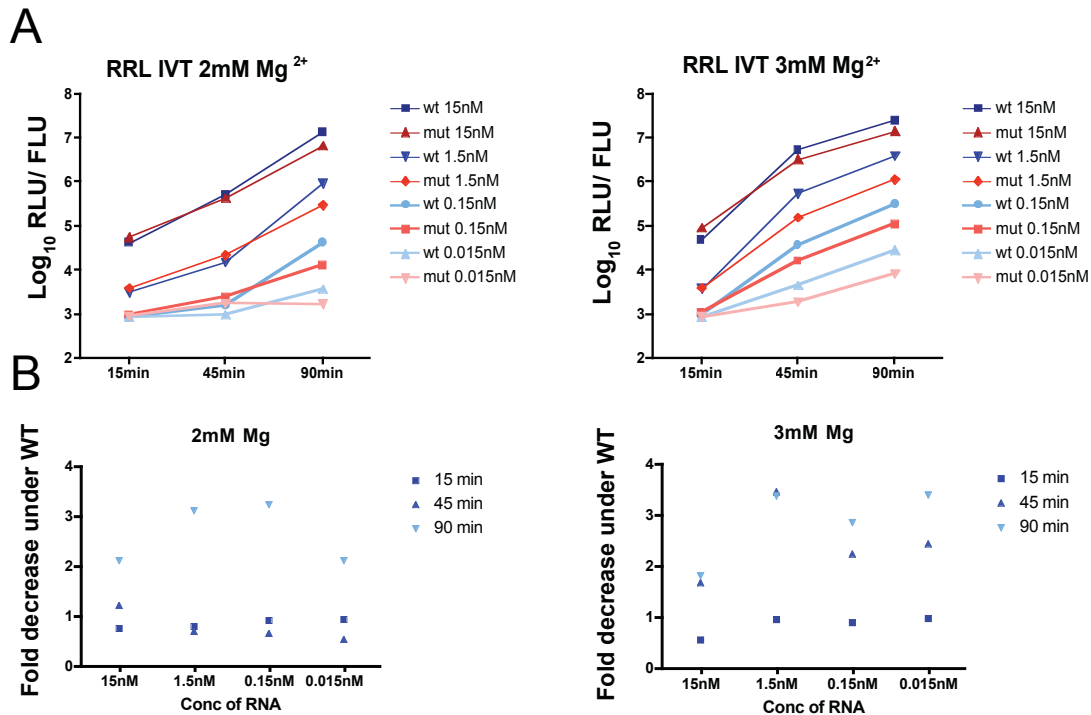 A
RRL IVT 2mM Mg 2+
Log10 RLU/ FLU
8
7
6
5
4
3
2
15min
45min
90min
wt 15nM
mut 15nM
wt 1.5nM
mut 1.5nM
wt 0.15nM
mut 0.15nM
wt 0.015nM
mut 0.015nM
RRL IVT 3mM Mg2+
Log10 RLU/ FLU
8
7
6
5
4
3
2
15min
45min
90min
wt 15nM
mut 15nM
wt 1.5nM
mut 1.5nM
wt 0.15nM
mut 0.15nM
wt 0.015nM
mut 0.015nM
B
2mM Mg
Fold decrease under WT
4
3
2
1
0
15nM
1.5nM
0.15nM
0.015nM
Conc of RNA
15 min
45 min
90 min
3mM Mg
Fold decrease under WT
4
3
2
1
0
15nM
1.5nM
0.15nM
0.015nM
Conc of RNA
15 min
45 min
90 min